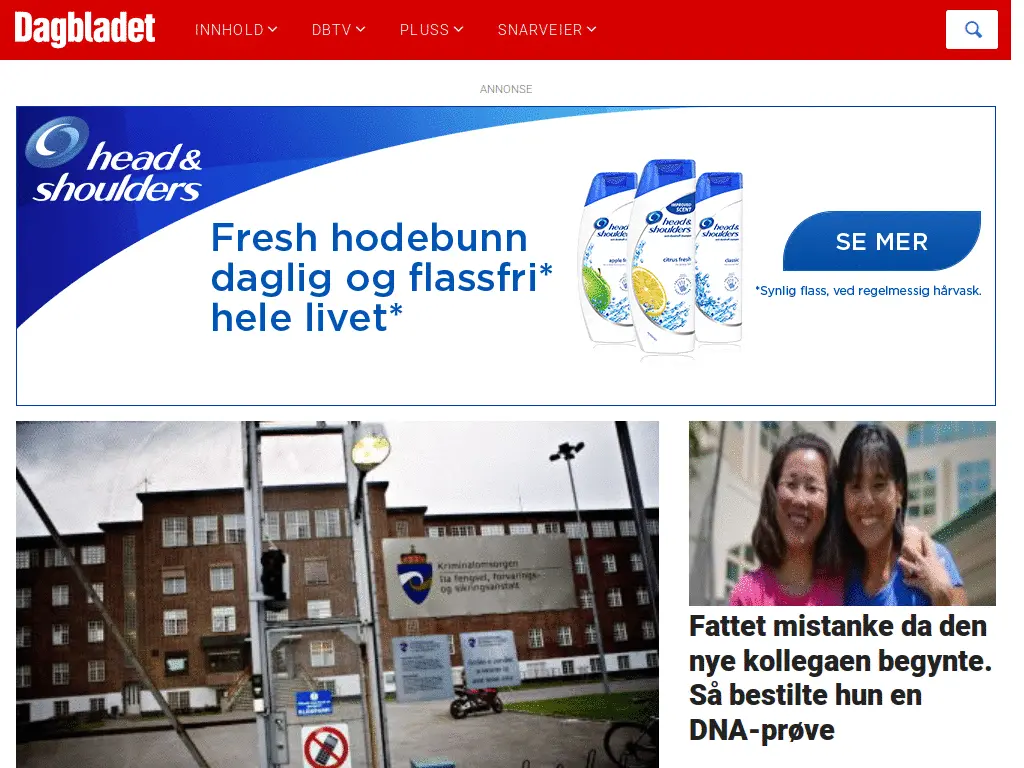 Dagbladet
INNHOLD
DBTV
PLUSS
SNARVEIER
ANNONSE
head &
shoulders
Fresh hodebunn
daglig og flassfri*
hele livet*
head &
shoulders
apple
IMPROVED
SCENT
head &
shoulders
citrus fresh
head &
shoulders
classic
SE MER
*Synlig flass, ved regelmessig hårvask.
Kriminalomsorgen
Ila fengsel, forvarings-
og sikringsanstalt
Fattet mistanke da den
nye kollegaen begynte.
Så bestilte hun en
DNA-prøve